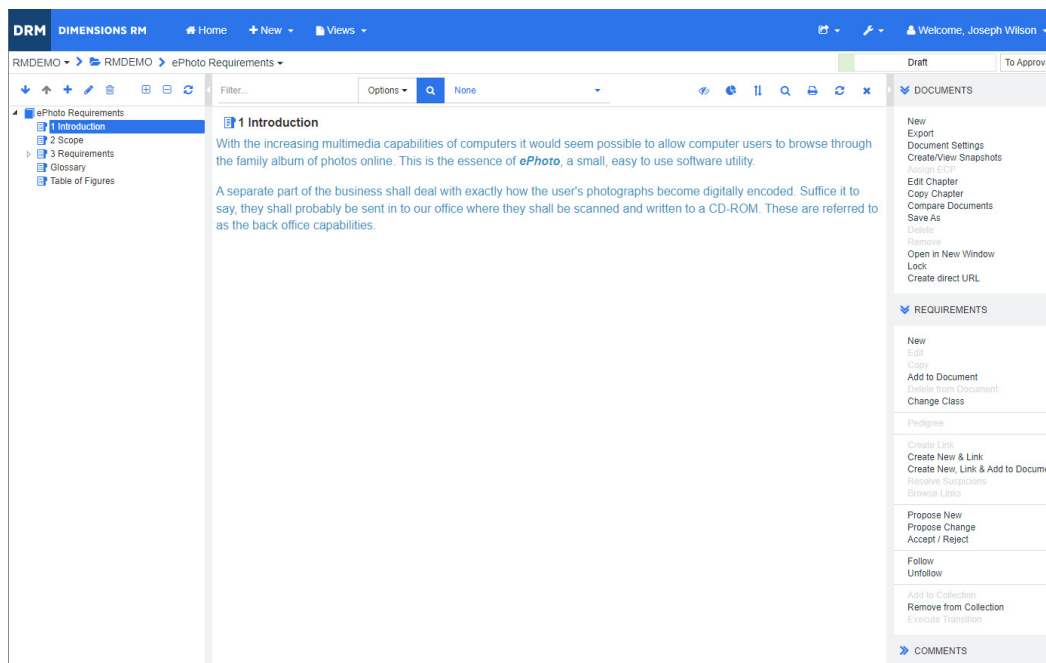 DRM DIMENSIONS RM Home New Views Welcome, Joseph Wilson
RMDEMO RMDEMO ePhoto Requirements Draft To Approv
Filter... Options None
ePhoto Requirements
1 Introduction
2 Scope
3 Requirements
Glossary
Table of Figures
1 Introduction
With the increasing multimedia capabilities of computers it would seem possible to allow computer users to browse through
the family album of photos online. This is the essence of ePhoto, a small, easy to use software utility.
A separate part of the business shall deal with exactly how the user's photographs become digitally encoded. Suffice it to
say, they shall probably be sent in to our office where they shall be scanned and written to a CD-ROM. These are referred to
as the back office capabilities.
DOCUMENTS
New
Export
Document Settings
Create/View Snapshots
Assign ECP
Edit Chapter
Copy Chapter
Compare Documents
Save As
Delete
Remove
Open in New Window
Lock
Create direct URL
REQUIREMENTS
New
Edit
Copy
Add to Document
Delete from Document
Change Class
Pedigree
Create Link
Create New & Link
Create New, Link & Add to Docume
Resolve Suspicions
Browse Links
Propose New
Propose Change
Accept / Reject
Follow
Unfollow
Add to Collection
Remove from Collection
Execute Transition
COMMENTS